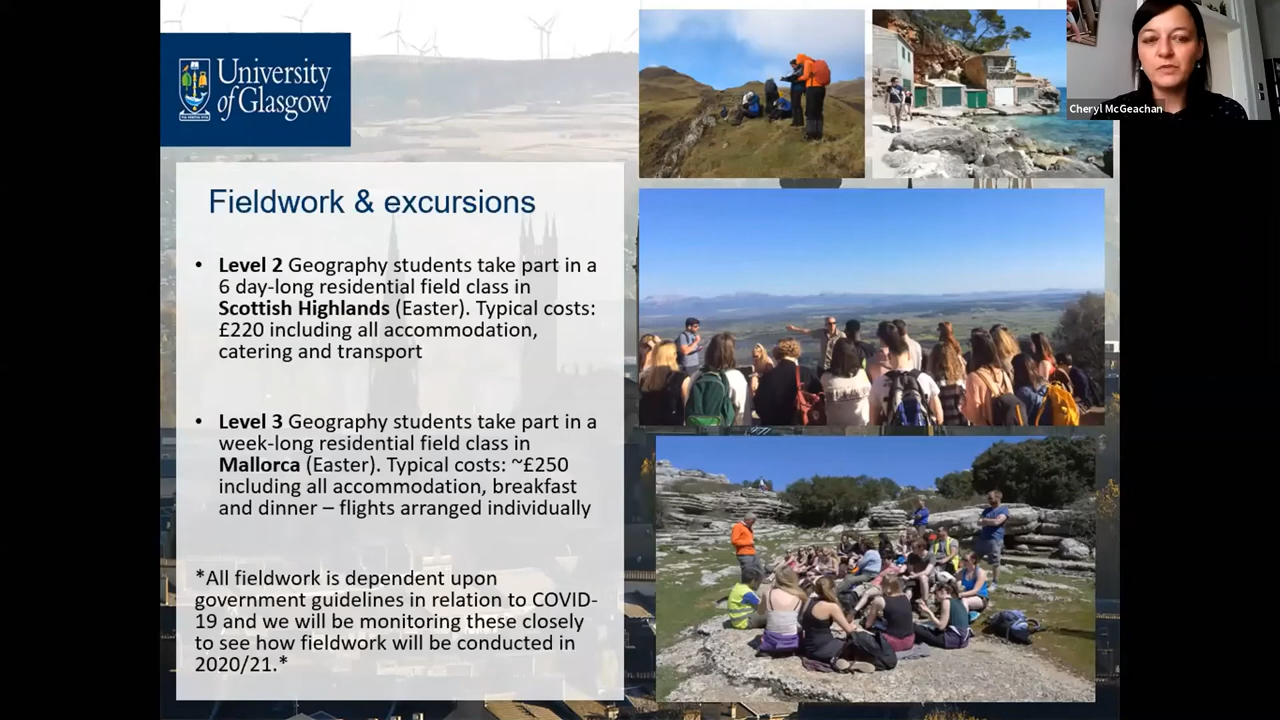 University
of Glasgow
Cheryl McGeachan
Fieldwork & excursions
• Level 2 Geography students take part in a
6 day-long residential field class in
Scottish Highlands (Easter). Typical costs:
£220 including all accommodation,
catering and transport
• Level 3 Geography students take part in a
week-long residential field class in
Mallorca (Easter). Typical costs: ~£250
including all accommodation, breakfast
and dinner – flights arranged individually
*All fieldwork is dependent upon
government guidelines in relation to COVID-
19 and we will be monitoring these closely
to see how fieldwork will be conducted in
2020/21.*